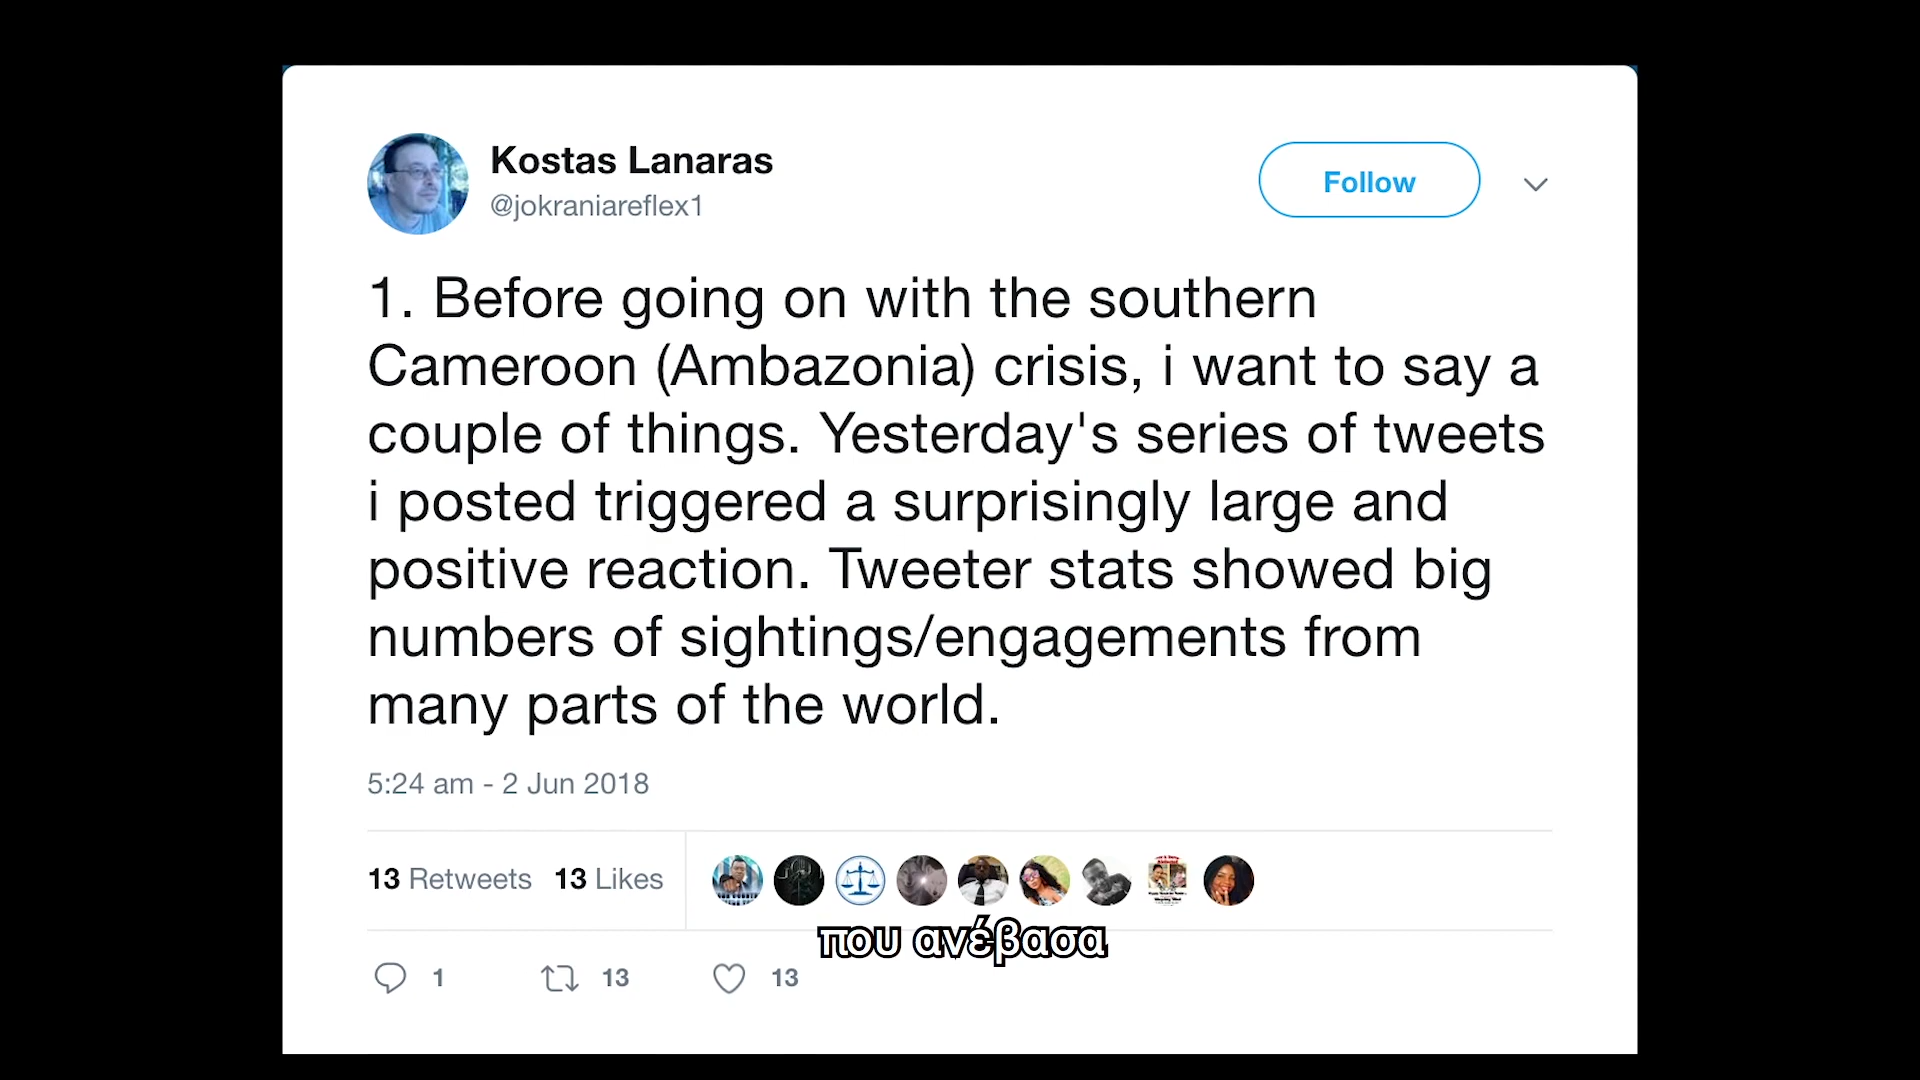 Kostas Lanaras
@jokraniareflex1
Follow
1. Before going on with the southern
Cameroon (Ambazonia) crisis, i want to say a
couple of things. Yesterday's series of tweets
i posted triggered a surprisingly large and
positive reaction. Tweeter stats showed big
numbers of sightings/engagements from
many parts of the world.
5:24 am - 2 Jun 2018
13 Retweets 13 Likes
που ανέβασα
1 13 13